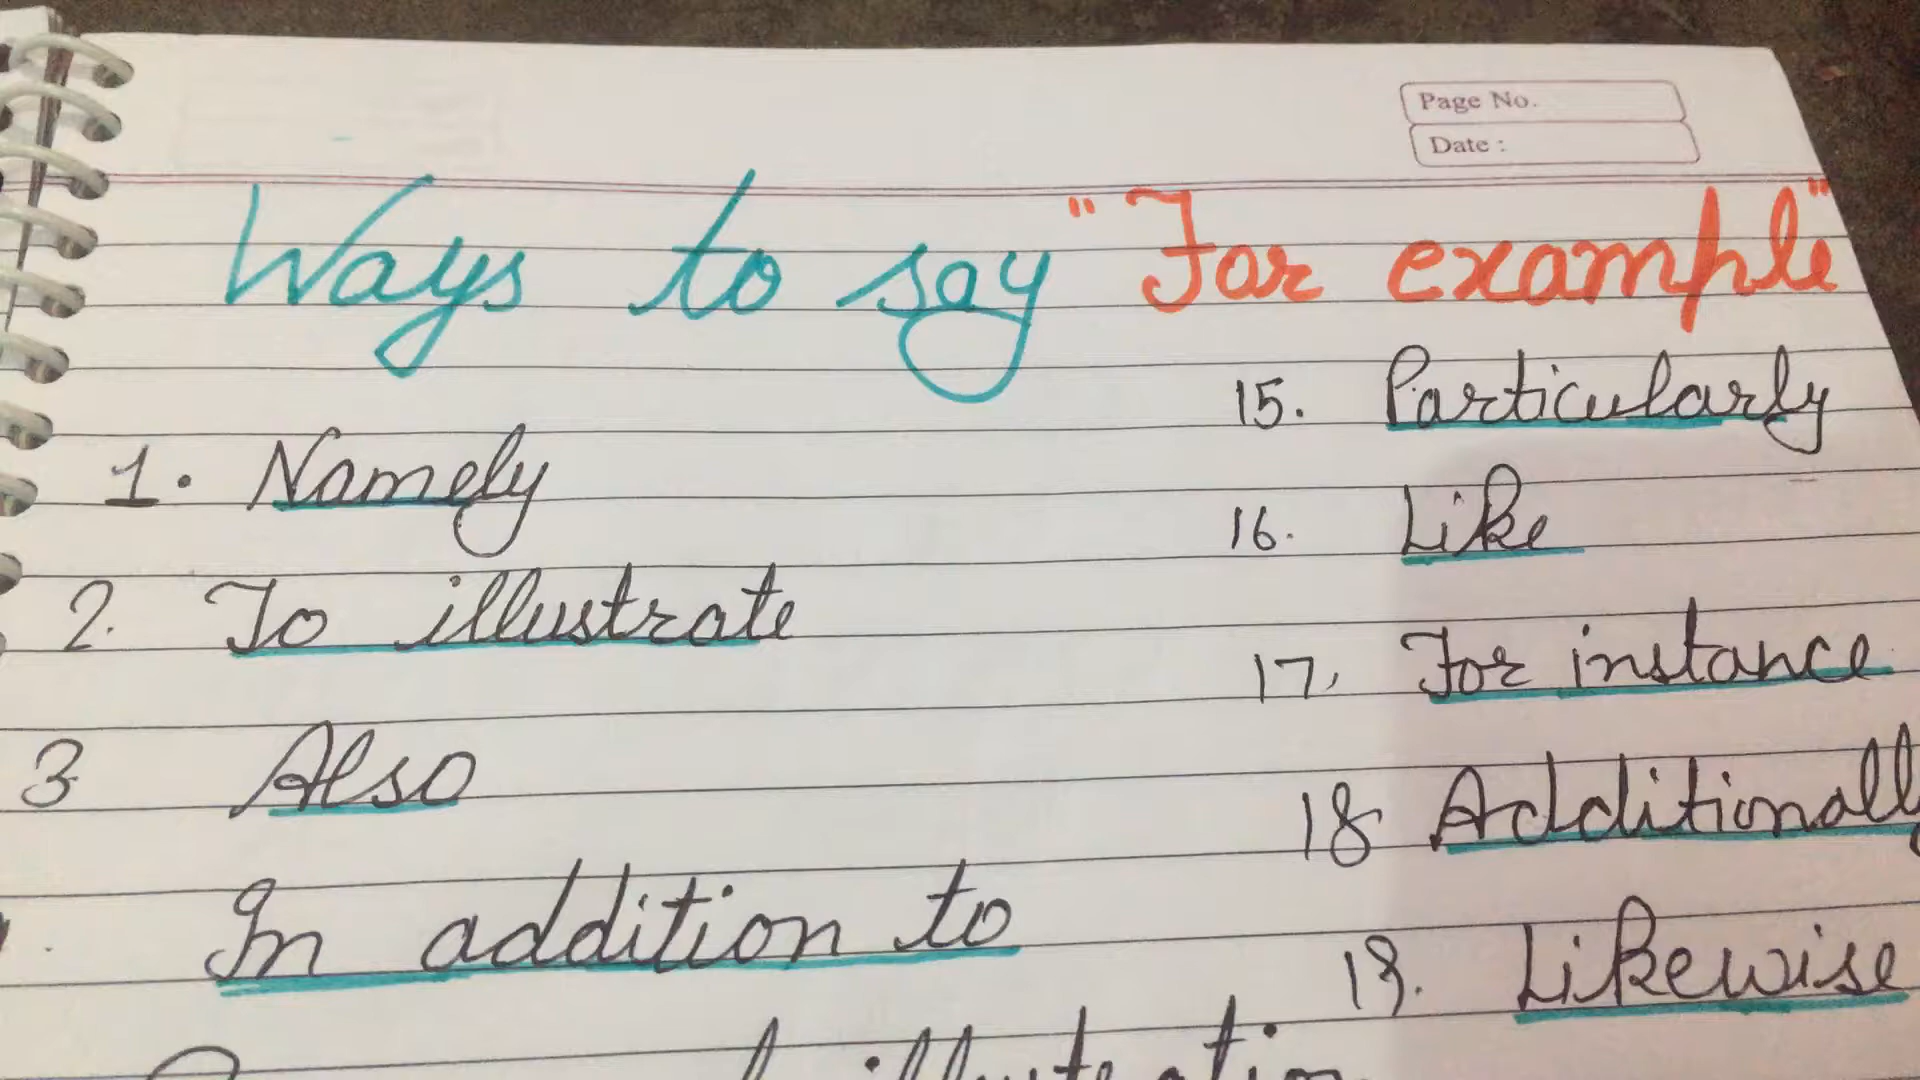 Page No.
Date :
Ways to say "For example"
1. Namely
2. To illustrate
3 Also
In addition to
illustration
15. Particularly
16. Like
17. For instance
18 Additionally
19. Likewise